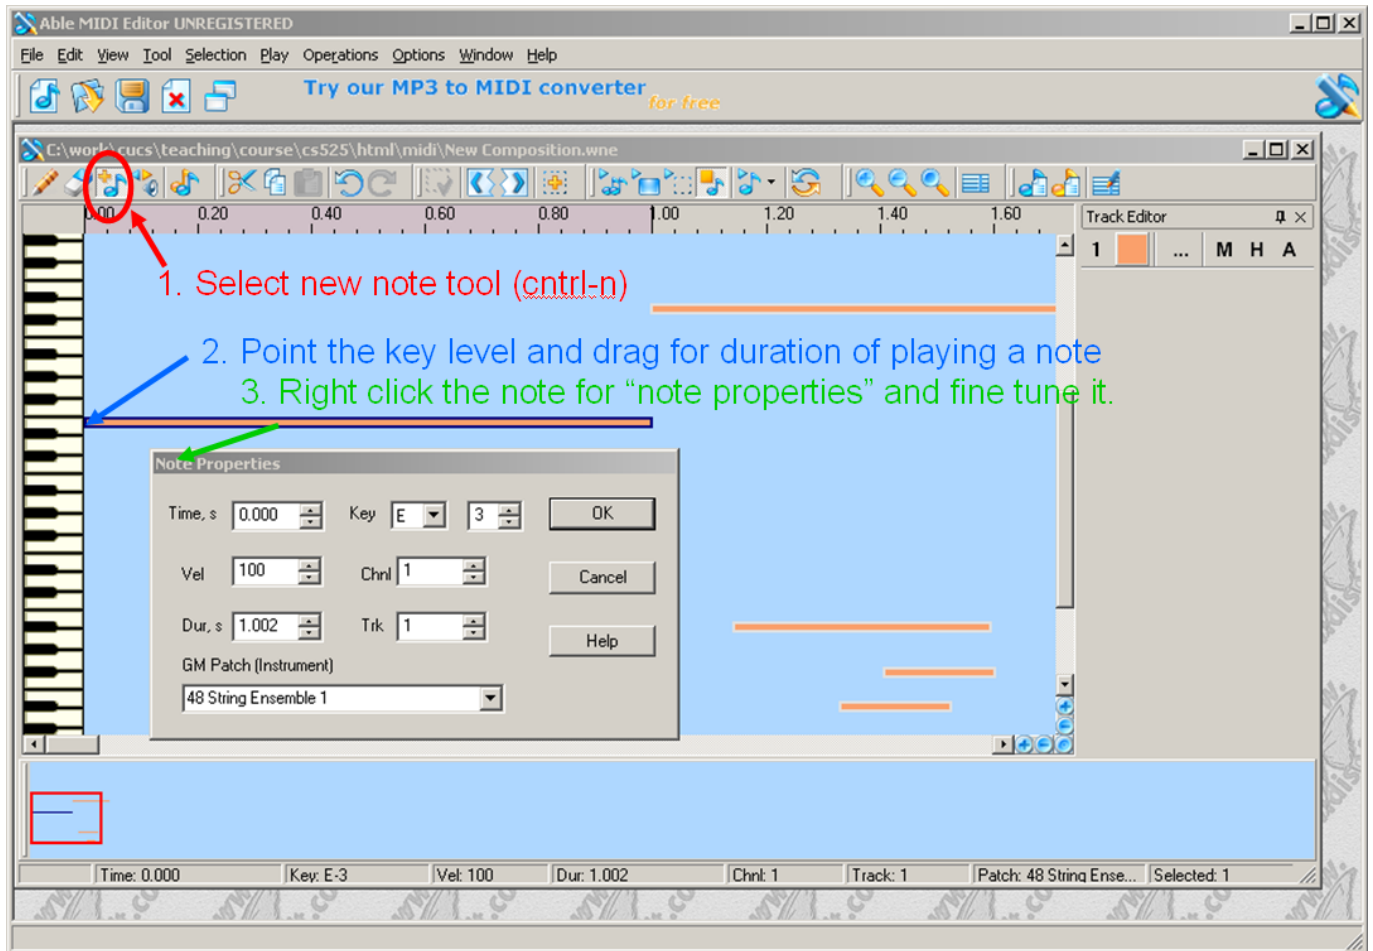 Able MIDI Editor UNREGISTERED
File Edit View Tool Selection Play Operations Options Window Help
Try our MP3 to MIDI converter for free
C:\work\cucs\teaching\course\cs525\html\midi\New Composition.wne
0.00 0.20 0.40 0.60 0.80 1.00 1.20 1.40 1.60
Track Editor
1 ... M H A
1. Select new note tool (cntrl-n)
2. Point the key level and drag for duration of playing a note
3. Right click the note for “note properties” and fine tune it.
Note Properties
Time, s 0.000 Key E 3 OK
Vel 100 Chnl 1 Cancel
Dur, s 1.002 Trk 1 Help
GM Patch (Instrument)
48 String Ensemble 1
Time: 0.000 Key: E-3 Vel: 100 Dur: 1.002 Chnl: 1 Track: 1 Patch: 48 String Ense... Selected: 1